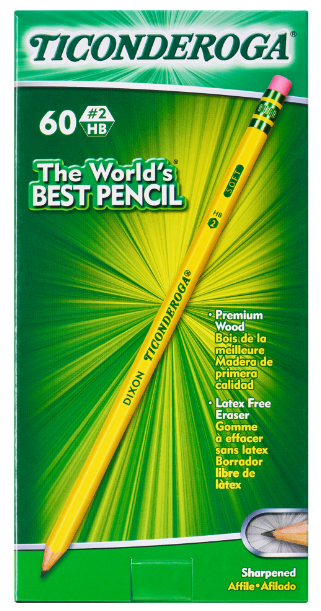 TICONDEROGA®
60 #2
HB
The World's®
BEST PENCIL
SOFT
HB
2
DIXON TICONDEROGA®
• Premium
Wood
Bois de la
meilleure
Madera de
primera
calidad
• Latex Free
Eraser
Gomme
à effacer
sans latex
Borrador
libre de
látex
Sharpened
Affilé • Afilado